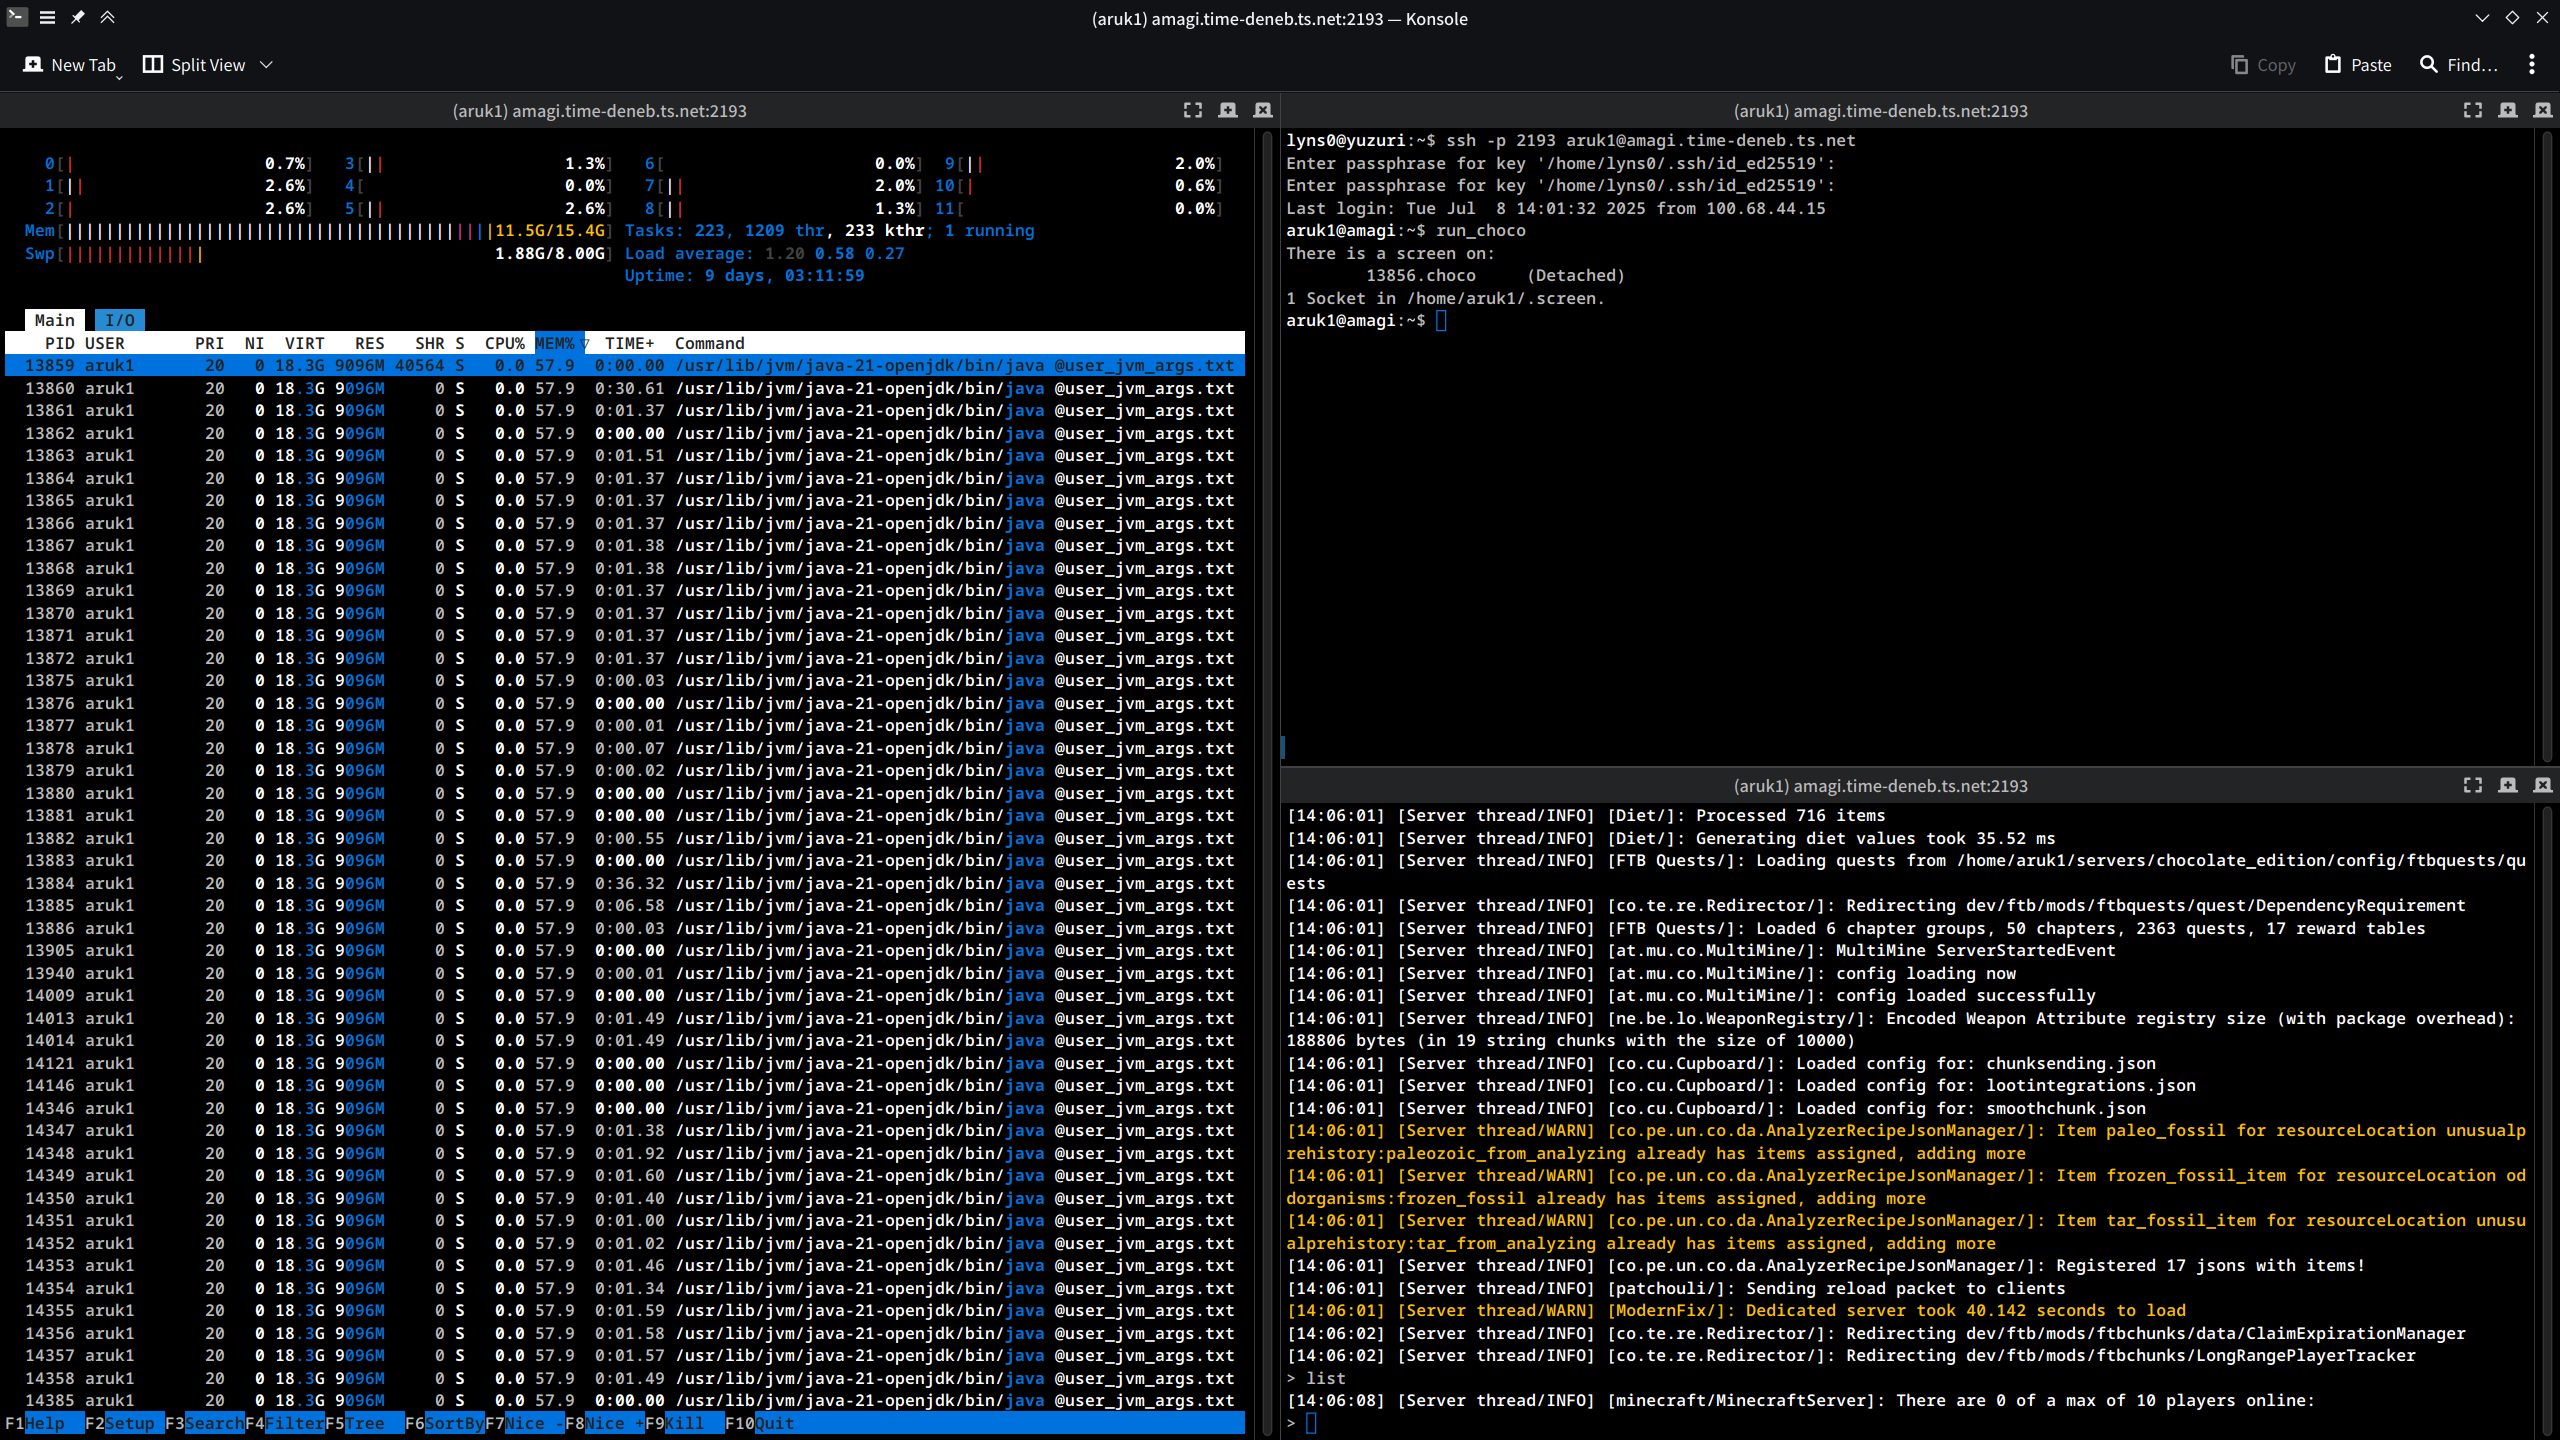 (aruk1) amagi.time-deneb.ts.net:2193 — Konsole
New Tab Split View Copy Paste Find...
(aruk1) amagi.time-deneb.ts.net:2193
0[| 0.7%] 3[|| 1.3%] 6[ 0.0%] 9[|| 2.0%]
1[|| 2.6%] 4[ 0.0%] 7[|| 2.0%] 10[| 0.6%]
2[| 2.6%] 5[|| 2.6%] 8[|| 1.3%] 11[ 0.0%]
Mem[|||||||||||||||||||||||||||||||||||||||||||11.5G/15.4G] Tasks: 223, 1209 thr, 233 kthr; 1 running
Swp[|||||||||||||| 1.88G/8.00G] Load average: 1.20 0.58 0.27
Uptime: 9 days, 03:11:59
Main I/O
PID USER PRI NI VIRT RES SHR S CPU% MEM%▽ TIME+ Command
13859 aruk1 20 0 18.3G 9096M 40564 S 0.0 57.9 0:00.00 /usr/lib/jvm/java-21-openjdk/bin/java @user_jvm_args.txt
13860 aruk1 20 0 18.3G 9096M 0 S 0.0 57.9 0:30.61 /usr/lib/jvm/java-21-openjdk/bin/java @user_jvm_args.txt
13861 aruk1 20 0 18.3G 9096M 0 S 0.0 57.9 0:01.37 /usr/lib/jvm/java-21-openjdk/bin/java @user_jvm_args.txt
13862 aruk1 20 0 18.3G 9096M 0 S 0.0 57.9 0:00.00 /usr/lib/jvm/java-21-openjdk/bin/java @user_jvm_args.txt
13863 aruk1 20 0 18.3G 9096M 0 S 0.0 57.9 0:01.51 /usr/lib/jvm/java-21-openjdk/bin/java @user_jvm_args.txt
13864 aruk1 20 0 18.3G 9096M 0 S 0.0 57.9 0:01.37 /usr/lib/jvm/java-21-openjdk/bin/java @user_jvm_args.txt
13865 aruk1 20 0 18.3G 9096M 0 S 0.0 57.9 0:01.37 /usr/lib/jvm/java-21-openjdk/bin/java @user_jvm_args.txt
13866 aruk1 20 0 18.3G 9096M 0 S 0.0 57.9 0:01.37 /usr/lib/jvm/java-21-openjdk/bin/java @user_jvm_args.txt
13867 aruk1 20 0 18.3G 9096M 0 S 0.0 57.9 0:01.38 /usr/lib/jvm/java-21-openjdk/bin/java @user_jvm_args.txt
13868 aruk1 20 0 18.3G 9096M 0 S 0.0 57.9 0:01.38 /usr/lib/jvm/java-21-openjdk/bin/java @user_jvm_args.txt
13869 aruk1 20 0 18.3G 9096M 0 S 0.0 57.9 0:01.37 /usr/lib/jvm/java-21-openjdk/bin/java @user_jvm_args.txt
13870 aruk1 20 0 18.3G 9096M 0 S 0.0 57.9 0:01.37 /usr/lib/jvm/java-21-openjdk/bin/java @user_jvm_args.txt
13871 aruk1 20 0 18.3G 9096M 0 S 0.0 57.9 0:01.37 /usr/lib/jvm/java-21-openjdk/bin/java @user_jvm_args.txt
13872 aruk1 20 0 18.3G 9096M 0 S 0.0 57.9 0:01.37 /usr/lib/jvm/java-21-openjdk/bin/java @user_jvm_args.txt
13875 aruk1 20 0 18.3G 9096M 0 S 0.0 57.9 0:00.03 /usr/lib/jvm/java-21-openjdk/bin/java @user_jvm_args.txt
13876 aruk1 20 0 18.3G 9096M 0 S 0.0 57.9 0:00.00 /usr/lib/jvm/java-21-openjdk/bin/java @user_jvm_args.txt
13877 aruk1 20 0 18.3G 9096M 0 S 0.0 57.9 0:00.01 /usr/lib/jvm/java-21-openjdk/bin/java @user_jvm_args.txt
13878 aruk1 20 0 18.3G 9096M 0 S 0.0 57.9 0:00.07 /usr/lib/jvm/java-21-openjdk/bin/java @user_jvm_args.txt
13879 aruk1 20 0 18.3G 9096M 0 S 0.0 57.9 0:00.02 /usr/lib/jvm/java-21-openjdk/bin/java @user_jvm_args.txt
13880 aruk1 20 0 18.3G 9096M 0 S 0.0 57.9 0:00.00 /usr/lib/jvm/java-21-openjdk/bin/java @user_jvm_args.txt
13881 aruk1 20 0 18.3G 9096M 0 S 0.0 57.9 0:00.00 /usr/lib/jvm/java-21-openjdk/bin/java @user_jvm_args.txt
13882 aruk1 20 0 18.3G 9096M 0 S 0.0 57.9 0:00.55 /usr/lib/jvm/java-21-openjdk/bin/java @user_jvm_args.txt
13883 aruk1 20 0 18.3G 9096M 0 S 0.0 57.9 0:00.00 /usr/lib/jvm/java-21-openjdk/bin/java @user_jvm_args.txt
13884 aruk1 20 0 18.3G 9096M 0 S 0.0 57.9 0:36.32 /usr/lib/jvm/java-21-openjdk/bin/java @user_jvm_args.txt
13885 aruk1 20 0 18.3G 9096M 0 S 0.0 57.9 0:06.58 /usr/lib/jvm/java-21-openjdk/bin/java @user_jvm_args.txt
13886 aruk1 20 0 18.3G 9096M 0 S 0.0 57.9 0:00.03 /usr/lib/jvm/java-21-openjdk/bin/java @user_jvm_args.txt
13905 aruk1 20 0 18.3G 9096M 0 S 0.0 57.9 0:00.00 /usr/lib/jvm/java-21-openjdk/bin/java @user_jvm_args.txt
13940 aruk1 20 0 18.3G 9096M 0 S 0.0 57.9 0:00.01 /usr/lib/jvm/java-21-openjdk/bin/java @user_jvm_args.txt
14009 aruk1 20 0 18.3G 9096M 0 S 0.0 57.9 0:00.00 /usr/lib/jvm/java-21-openjdk/bin/java @user_jvm_args.txt
14013 aruk1 20 0 18.3G 9096M 0 S 0.0 57.9 0:01.49 /usr/lib/jvm/java-21-openjdk/bin/java @user_jvm_args.txt
14014 aruk1 20 0 18.3G 9096M 0 S 0.0 57.9 0:01.49 /usr/lib/jvm/java-21-openjdk/bin/java @user_jvm_args.txt
14121 aruk1 20 0 18.3G 9096M 0 S 0.0 57.9 0:00.00 /usr/lib/jvm/java-21-openjdk/bin/java @user_jvm_args.txt
14146 aruk1 20 0 18.3G 9096M 0 S 0.0 57.9 0:00.00 /usr/lib/jvm/java-21-openjdk/bin/java @user_jvm_args.txt
14346 aruk1 20 0 18.3G 9096M 0 S 0.0 57.9 0:00.00 /usr/lib/jvm/java-21-openjdk/bin/java @user_jvm_args.txt
14347 aruk1 20 0 18.3G 9096M 0 S 0.0 57.9 0:01.38 /usr/lib/jvm/java-21-openjdk/bin/java @user_jvm_args.txt
14348 aruk1 20 0 18.3G 9096M 0 S 0.0 57.9 0:01.92 /usr/lib/jvm/java-21-openjdk/bin/java @user_jvm_args.txt
14349 aruk1 20 0 18.3G 9096M 0 S 0.0 57.9 0:01.60 /usr/lib/jvm/java-21-openjdk/bin/java @user_jvm_args.txt
14350 aruk1 20 0 18.3G 9096M 0 S 0.0 57.9 0:01.40 /usr/lib/jvm/java-21-openjdk/bin/java @user_jvm_args.txt
14351 aruk1 20 0 18.3G 9096M 0 S 0.0 57.9 0:01.00 /usr/lib/jvm/java-21-openjdk/bin/java @user_jvm_args.txt
14352 aruk1 20 0 18.3G 9096M 0 S 0.0 57.9 0:01.02 /usr/lib/jvm/java-21-openjdk/bin/java @user_jvm_args.txt
14353 aruk1 20 0 18.3G 9096M 0 S 0.0 57.9 0:01.46 /usr/lib/jvm/java-21-openjdk/bin/java @user_jvm_args.txt
14354 aruk1 20 0 18.3G 9096M 0 S 0.0 57.9 0:01.34 /usr/lib/jvm/java-21-openjdk/bin/java @user_jvm_args.txt
14355 aruk1 20 0 18.3G 9096M 0 S 0.0 57.9 0:01.59 /usr/lib/jvm/java-21-openjdk/bin/java @user_jvm_args.txt
14356 aruk1 20 0 18.3G 9096M 0 S 0.0 57.9 0:01.58 /usr/lib/jvm/java-21-openjdk/bin/java @user_jvm_args.txt
14357 aruk1 20 0 18.3G 9096M 0 S 0.0 57.9 0:01.57 /usr/lib/jvm/java-21-openjdk/bin/java @user_jvm_args.txt
14358 aruk1 20 0 18.3G 9096M 0 S 0.0 57.9 0:01.49 /usr/lib/jvm/java-21-openjdk/bin/java @user_jvm_args.txt
14385 aruk1 20 0 18.3G 9096M 0 S 0.0 57.9 0:00.00 /usr/lib/jvm/java-21-openjdk/bin/java @user_jvm_args.txt
F1Help F2Setup F3SearchF4FilterF5Tree F6SortByF7Nice -F8Nice +F9Kill F10Quit
(aruk1) amagi.time-deneb.ts.net:2193
lyns0@yuzuri:~$ ssh -p 2193 aruk1@amagi.time-deneb.ts.net
Enter passphrase for key '/home/lyns0/.ssh/id_ed25519':
Enter passphrase for key '/home/lyns0/.ssh/id_ed25519':
Last login: Tue Jul  8 14:01:32 2025 from 100.68.44.15
aruk1@amagi:~$ run_choco
There is a screen on:
13856.choco (Detached)
1 Socket in /home/aruk1/.screen.
aruk1@amagi:~$
(aruk1) amagi.time-deneb.ts.net:2193
[14:06:01] [Server thread/INFO] [Diet/]: Processed 716 items
[14:06:01] [Server thread/INFO] [Diet/]: Generating diet values took 35.52 ms
[14:06:01] [Server thread/INFO] [FTB Quests/]: Loading quests from /home/aruk1/servers/chocolate_edition/config/ftbquests/qu
ests
[14:06:01] [Server thread/INFO] [co.te.re.Redirector/]: Redirecting dev/ftb/mods/ftbquests/quest/DependencyRequirement
[14:06:01] [Server thread/INFO] [FTB Quests/]: Loaded 6 chapter groups, 50 chapters, 2363 quests, 17 reward tables
[14:06:01] [Server thread/INFO] [at.mu.co.MultiMine/]: MultiMine ServerStartedEvent
[14:06:01] [Server thread/INFO] [at.mu.co.MultiMine/]: config loading now
[14:06:01] [Server thread/INFO] [at.mu.co.MultiMine/]: config loaded successfully
[14:06:01] [Server thread/INFO] [ne.be.lo.WeaponRegistry/]: Encoded Weapon Attribute registry size (with package overhead):
188806 bytes (in 19 string chunks with the size of 10000)
[14:06:01] [Server thread/INFO] [co.cu.Cupboard/]: Loaded config for: chunksending.json
[14:06:01] [Server thread/INFO] [co.cu.Cupboard/]: Loaded config for: lootintegrations.json
[14:06:01] [Server thread/INFO] [co.cu.Cupboard/]: Loaded config for: smoothchunk.json
[14:06:01] [Server thread/WARN] [co.pe.un.co.da.AnalyzerRecipeJsonManager/]: Item paleo_fossil for resourceLocation unusualp
rehistory:paleozoic_from_analyzing already has items assigned, adding more
[14:06:01] [Server thread/WARN] [co.pe.un.co.da.AnalyzerRecipeJsonManager/]: Item frozen_fossil_item for resourceLocation od
dorganisms:frozen_fossil already has items assigned, adding more
[14:06:01] [Server thread/WARN] [co.pe.un.co.da.AnalyzerRecipeJsonManager/]: Item tar_fossil_item for resourceLocation unusu
alprehistory:tar_from_analyzing already has items assigned, adding more
[14:06:01] [Server thread/INFO] [co.pe.un.co.da.AnalyzerRecipeJsonManager/]: Registered 17 jsons with items!
[14:06:01] [Server thread/INFO] [patchouli/]: Sending reload packet to clients
[14:06:01] [Server thread/WARN] [ModernFix/]: Dedicated server took 40.142 seconds to load
[14:06:02] [Server thread/INFO] [co.te.re.Redirector/]: Redirecting dev/ftb/mods/ftbchunks/data/ClaimExpirationManager
[14:06:02] [Server thread/INFO] [co.te.re.Redirector/]: Redirecting dev/ftb/mods/ftbchunks/LongRangePlayerTracker
> list
[14:06:08] [Server thread/INFO] [minecraft/MinecraftServer]: There are 0 of a max of 10 players online:
>